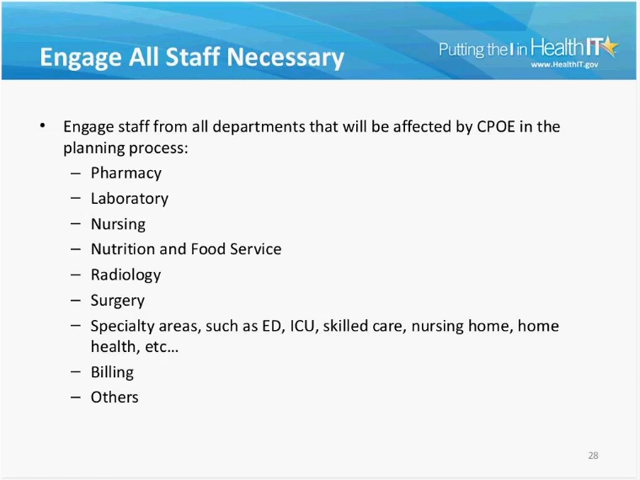 Engage All Staff Necessary
Putting the I in Health IT
www.HealthIT.gov
• Engage staff from all departments that will be affected by CPOE in the
planning process:
– Pharmacy
– Laboratory
– Nursing
– Nutrition and Food Service
– Radiology
– Surgery
– Specialty areas, such as ED, ICU, skilled care, nursing home, home
health, etc…
– Billing
– Others
28